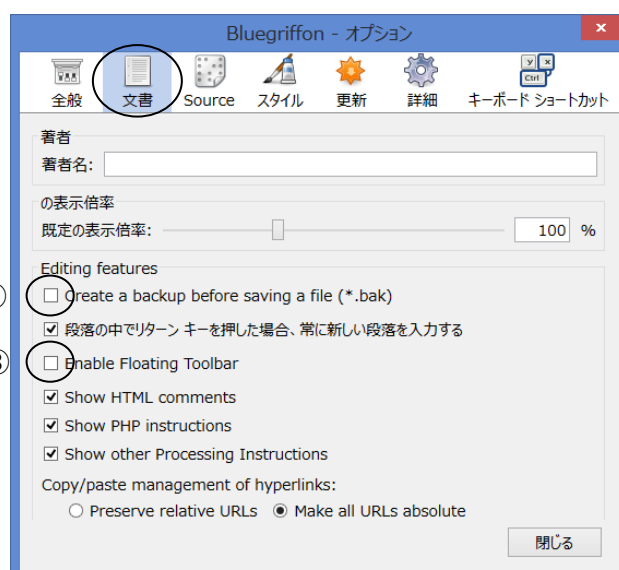 Bluegriffon - オプション
全般 文書 Source スタイル 更新 詳細 キーボード ショートカット
著者
著者名:
の表示倍率
既定の表示倍率: 100 %
Editing features
Create a backup before saving a file (*.bak)
段落の中でリターン キーを押した場合、常に新しい段落を入力する
Enable Floating Toolbar
Show HTML comments
Show PHP instructions
Show other Processing Instructions
Copy/paste management of hyperlinks:
Preserve relative URLs Make all URLs absolute
閉じる